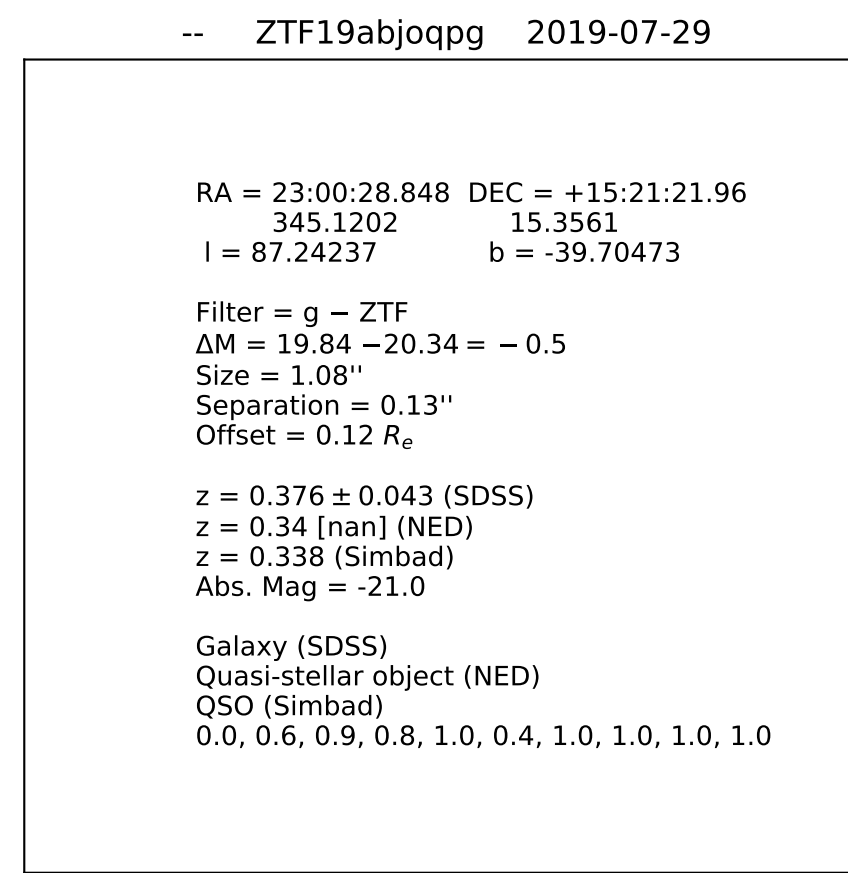 -- ZTF19abjoqpg 2019-07-29
RA = 23:00:28.848 DEC = +15:21:21.96
345.1202 15.3561
l = 87.24237 b = -39.70473
Filter = g − ZTF
ΔM = 19.84 −20.34 = − 0.5
Size = 1.08''
Separation = 0.13''
Offset = 0.12 Rₑ
z = 0.376 ± 0.043 (SDSS)
z = 0.34 [nan] (NED)
z = 0.338 (Simbad)
Abs. Mag = -21.0
Galaxy (SDSS)
Quasi-stellar object (NED)
QSO (Simbad)
0.0, 0.6, 0.9, 0.8, 1.0, 0.4, 1.0, 1.0, 1.0, 1.0